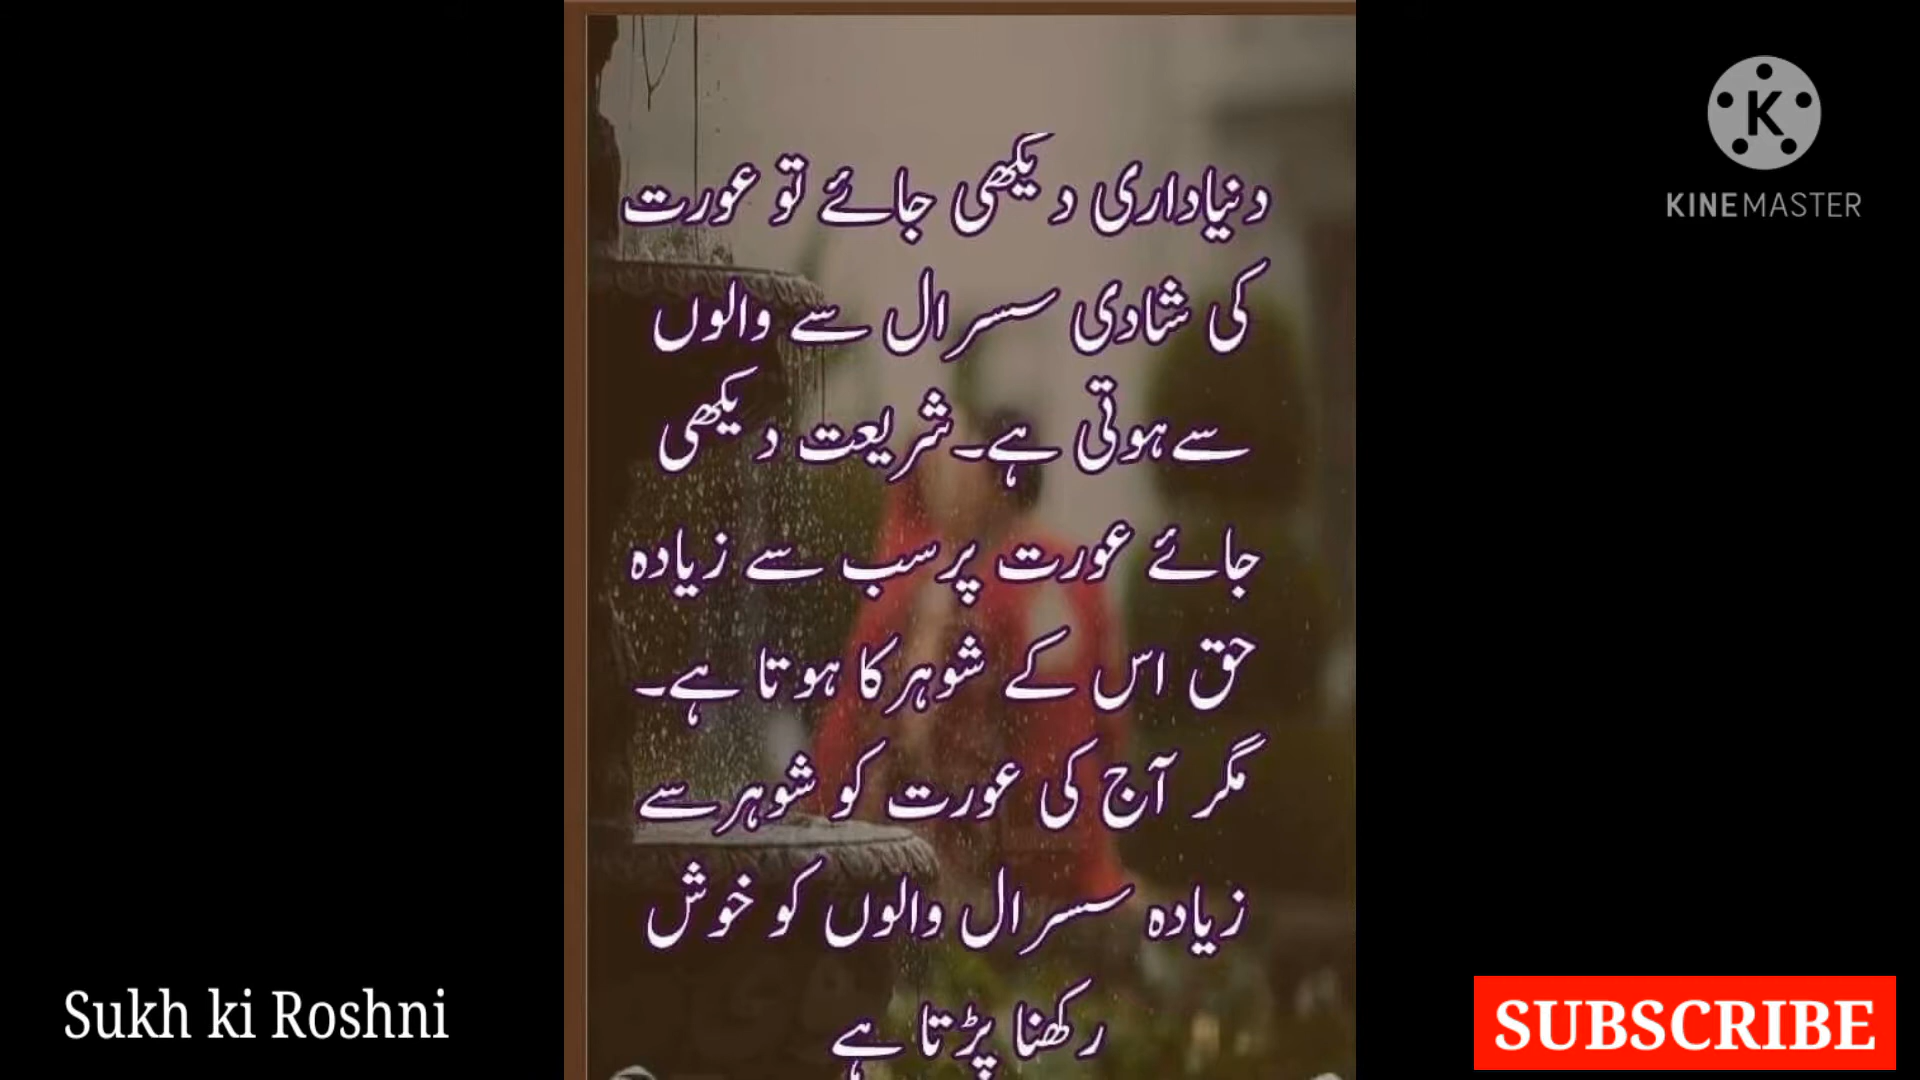 دنیاداری دیکھی جائے تو عورت
کی شادی سسرال سے والوں
سے ہوتی ہے۔ شریعت دیکھی
جائے عورت پر سب سے زیادہ
حق اس کے شوہر کا ہوتا ہے۔
مگر آج کی عورت کو شوہر سے
زیادہ سسرال والوں کو خوش
رکھنا پڑتا ہے
K
KINEMASTER
Sukh ki Roshni
SUBSCRIBE